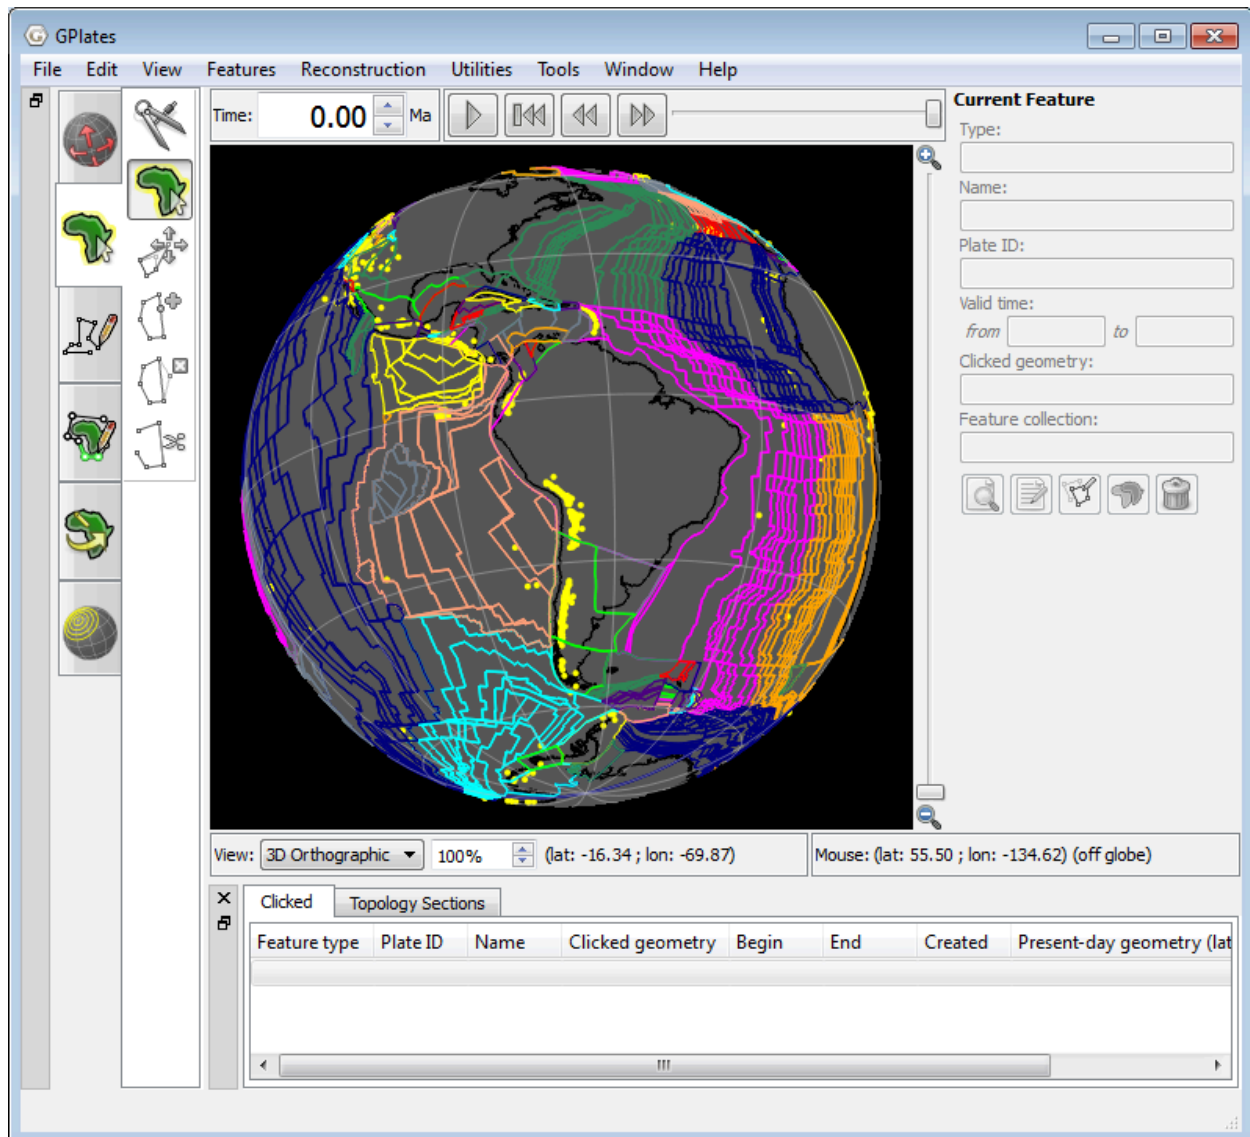 GPlates
File Edit View Features Reconstruction Utilities Tools Window Help
Time: 0.00 Ma
Current Feature
Type:
Name:
Plate ID:
Valid time:
from to
Clicked geometry:
Feature collection:
View: 3D Orthographic 100% (lat: -16.34 ; lon: -69.87) Mouse: (lat: 55.50 ; lon: -134.62) (off globe)
Clicked Topology Sections
Feature type Plate ID Name Clicked geometry Begin End Created Present-day geometry (lat